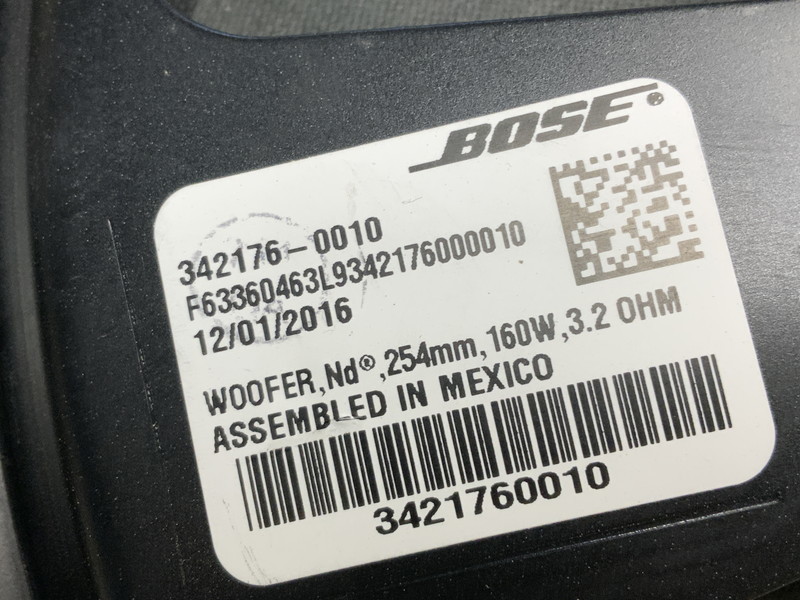 BOSE®
342176-0010
F63360463L9342176000010
12/01/2016
WOOFER,Nd®,254mm,160W,3.2 OHM
ASSEMBLED IN MEXICO
3421760010